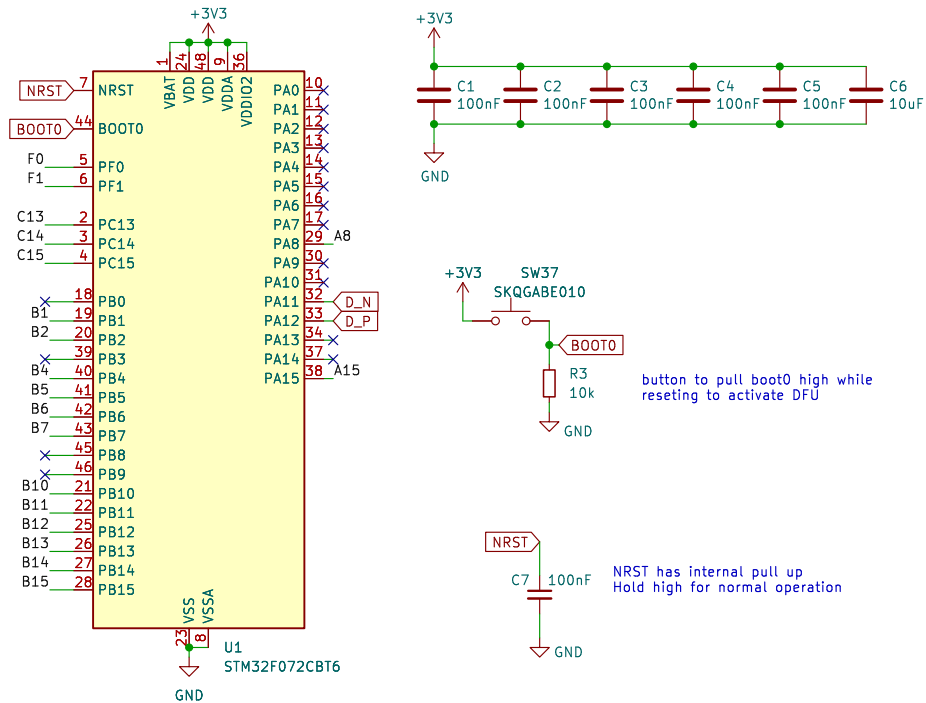 +3V3
1
24
48
9
36
VBAT
VDD
VDD
VDDA
VDDIO2
NRST
7
NRST
BOOT0
44
BOOT0
F0
5
PF0
F1
6
PF1
C13
2
PC13
C14
3
PC14
C15
4
PC15
18
PB0
B1
19
PB1
B2
20
PB2
39
PB3
B4
40
PB4
B5
41
PB5
B6
42
PB6
B7
43
PB7
45
PB8
46
PB9
B10
21
PB10
B11
22
PB11
B12
25
PB12
B13
26
PB13
B14
27
PB14
B15
28
PB15
PA0
10
PA1
11
PA2
12
PA3
13
PA4
14
PA5
15
PA6
16
PA7
17
PA8
29
A8
PA9
30
PA10
31
PA11
32
D_N
PA12
33
D_P
PA13
34
PA14
37
PA15
38
A15
VSS
VSSA
23
8
U1
STM32F072CBT6
GND
+3V3
C1
100nF
C2
100nF
C3
100nF
C4
100nF
C5
100nF
C6
10uF
GND
+3V3
SW37
SKQGABE010
BOOT0
R3
10k
GND
button to pull boot0 high while
reseting to activate DFU
NRST
C7
100nF
GND
NRST has internal pull up
Hold high for normal operation